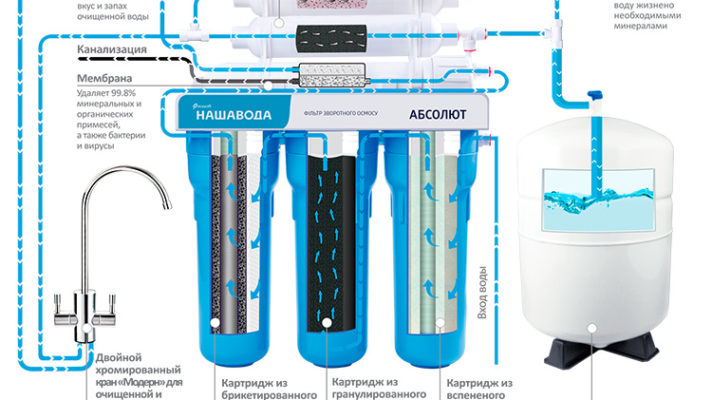 вкус и запах
очищенной воды
воду жизнено
необходимыми
минералами
Канализация
Мембрана
Удаляет 99.8%
минеральных и
органических
примесей,
а также бактерии
и вирусы
НАШАВОДА
ФІЛЬТР ЗВОРОТНОГО ОСМОСУ
АБСОЛЮТ
Вход воды
Двойной
хромированный
кран «Модерн» для
очищенной и
Картридж из
брикетированного
Картридж из
гранулированного
Картридж из
вспененого